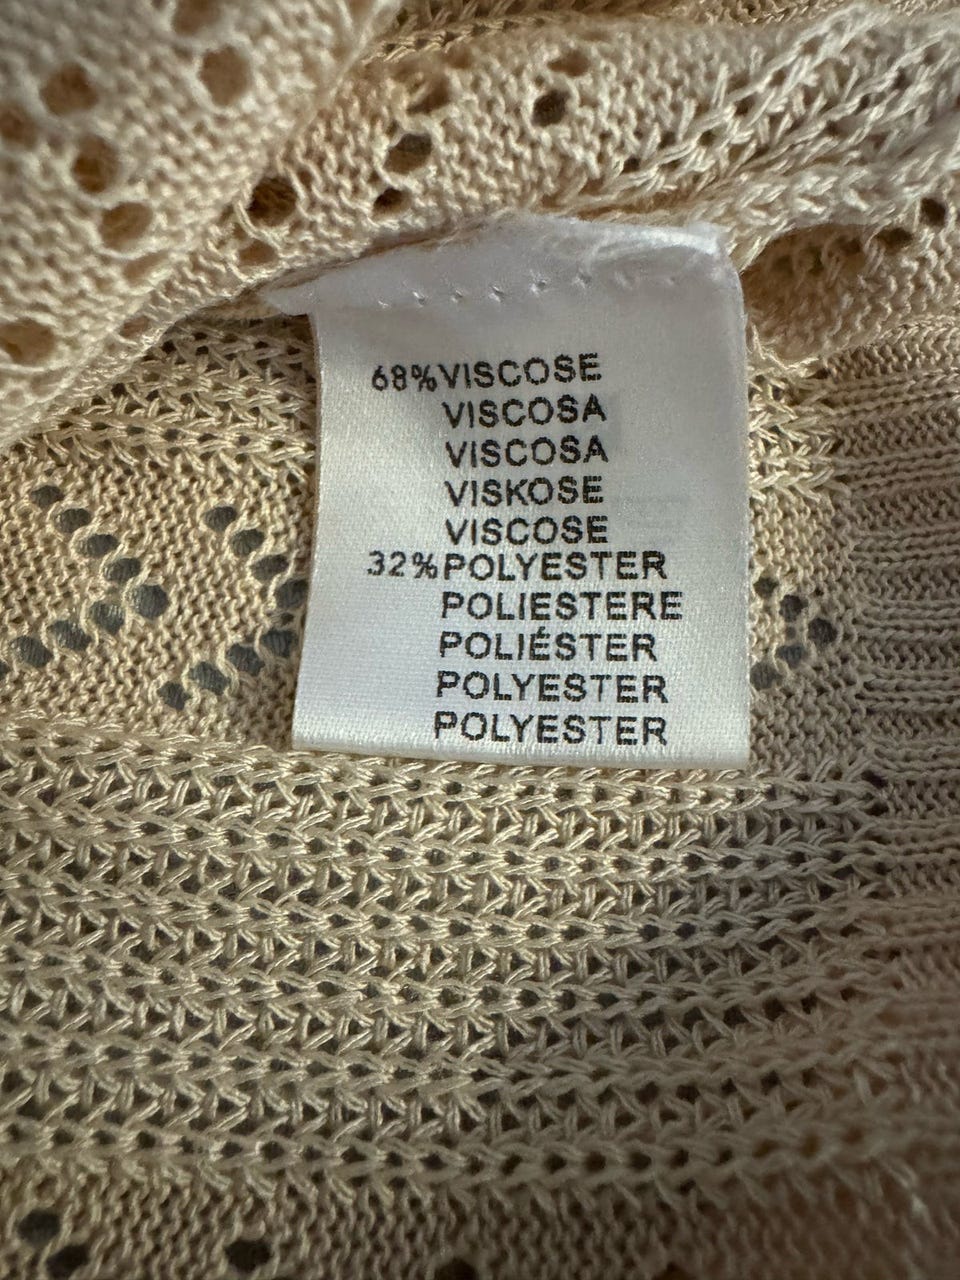 68%VISCOSE
VISCOSA
VISCOSA
VISKOSE
VISCOSE
32%POLYESTER
POLIESTERE
POLIÉSTER
POLYESTER
POLYESTER